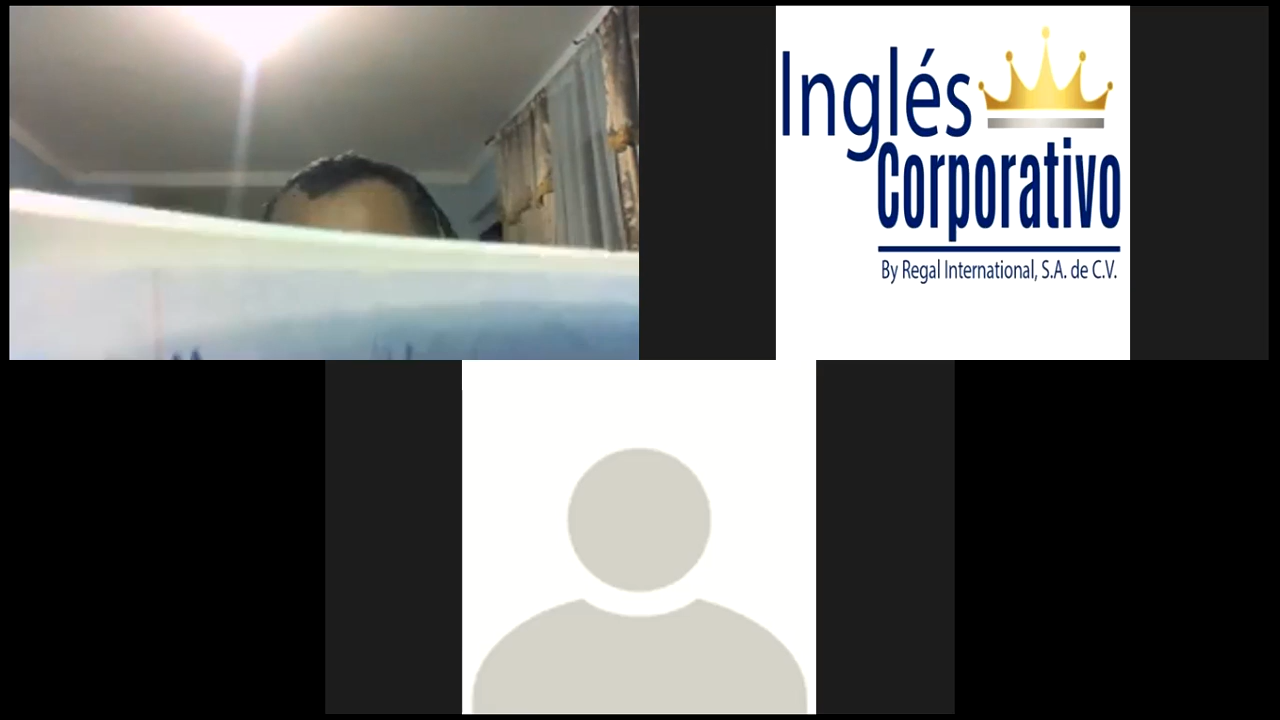 Inglés
Corporativo
By Regal International, S.A. de C.V.